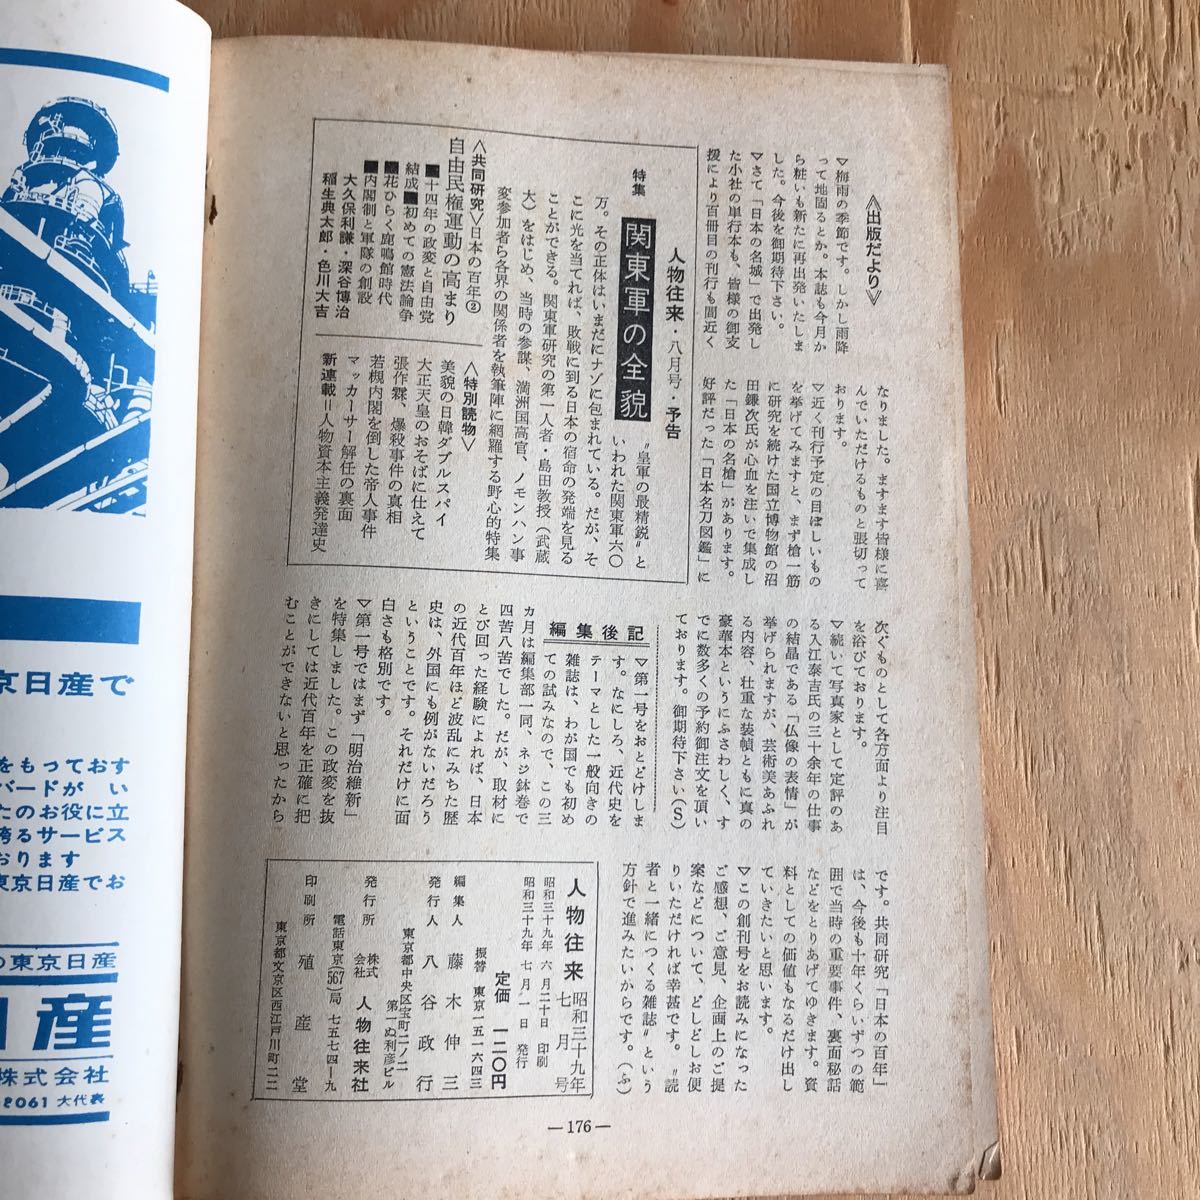 《出版だより》
▽梅雨の季節です。しかし雨降
って地固るとか。本誌も今月か
ら粧いも新たに再出発いたしま
した。今後を御期待下さい。
▽さて「日本の名城」で出発し
た小社の単行本も、皆様の御支
援により百冊目の刊行も間近く
なりました。ますます皆様に喜
んでいただけるものと張切って
おります。
▽近く刊行予定の目ぼしいもの
を挙げてみますと、まず槍一筋
に研究を続けた国立博物館の沼
田鎌次氏が心血を注いで集成し
た「日本の名槍」があります。
好評だった「日本名刀図鑑」に
次ぐものとして各方面より注目
を浴びております。
▽続いて写真家として定評のあ
る入江泰吉氏の三十余年の仕事
の結晶である「仏像の表情」が
挙げられますが、芸術美あふれ
る内容、壮重な装幀ともに真の
豪華本というにふさわしく、す
でに数多くの予約御注文を頂い
ております。御期待下さい(S)
人物往来・八月号・予告
特集
関東軍の全貌
〝皇軍の最精鋭〟と
いわれた関東軍六〇
万。その正体はいまだにナゾに包まれている。だが、そ
こに光を当てれば、敗戦に到る日本の宿命の発端を見る
ことができる。関東軍研究の第一人者・島田教授(武蔵
大)をはじめ、当時の参謀、満洲国高官、ノモンハン事
変参加者ら各界の関係者を執筆陣に網羅する野心的特集
〈共同研究〉日本の百年②
自由民権運動の高まり
■十四年の政変と自由党
結成■初めての憲法論争
■花ひらく鹿鳴館時代
■内閣制と軍隊の創設
大久保利謙・深谷博治
稲生典太郎・色川大吉
〈特別読物〉
美貌の日韓ダブルスパイ
大正天皇のおそばに仕えて
張作霖、爆殺事件の真相
若槻内閣を倒した帝人事件
マッカーサー解任の裏面
新連載=人物資本主義発達史
編集後記
▽第一号をおとどけしま
す。なにしろ、近代史を
テーマとした一般向きの
雑誌は、わが国でも初め
ての試みなので、この三
カ月は編集部一同、ネジ鉢巻で
四苦八苦でした。だが、取材に
とび回った経験によれば、日本
の近代百年ほど波乱にみちた歴
史は、外国にも例がないだろう
ということです。それだけに面
白さも格別です。
▽第一号ではまず「明治維新」
を特集しました。この政変を抜
きにしては近代百年を正確に把
むことができないと思ったから
です。共同研究「日本の百年」
は、今後も十年くらいずつの範
囲で当時の重要事件、裏面秘話
などをとりあげてゆきます。資
料としての価値もなるだけ出し
ていきたいと思います。
▽この創刊号をお読みになった
ご感想、ご意見、企画上のご提
案などについて、どしどしお便
りいただければ幸甚です。〝読
者と一緒につくる雑誌〟という
方針で進みたいからです。(ふ)
人物往来 昭和三十九年
七月号
昭和三十九年 六月二十日 印刷
昭和三十九年 七月一日 発行
定価 一二〇円
振替 東京一五一六四三
編集人 藤木伸三
発行人 八谷政行
東京都中央区宝町二ノ二
第一ぬ利彦ビル
発行所 株式会社 人物往来社
電話東京(567)局 七五七四―九
印刷所 殖産堂
東京都文京区西江戸川町二二
―176―
京日産で
をもっておす
バードが い
たのお役に立
誇るサービス
おります
東京日産でお
の東京日産
日産
株式会社
2061 大代表